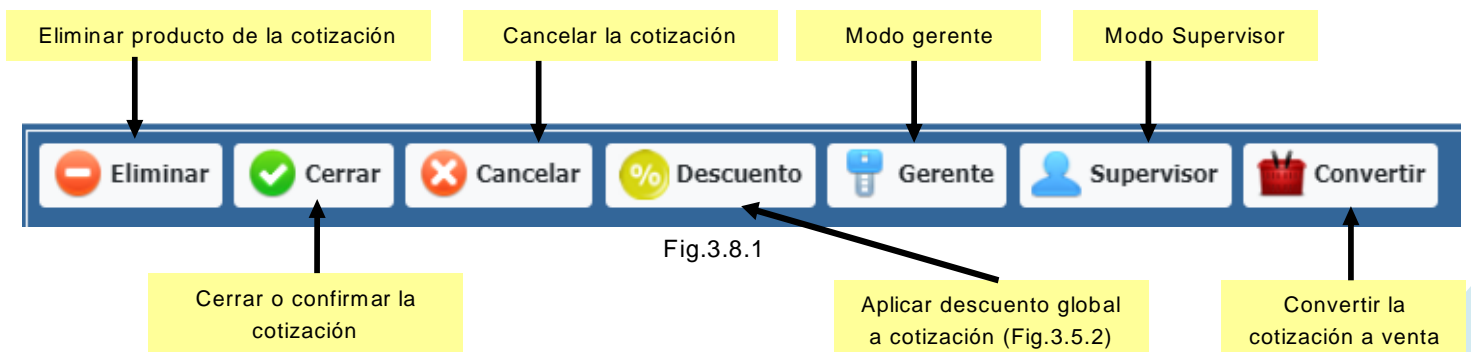 Eliminar producto de la cotización
Cancelar la cotización
Modo gerente
Modo Supervisor
Eliminar
Cerrar
Cancelar
% Descuento
Gerente
Supervisor
Convertir
Fig.3.8.1
Cerrar o confirmar la
cotización
Aplicar descuento global
a cotización (Fig.3.5.2)
Convertir la
cotización a venta